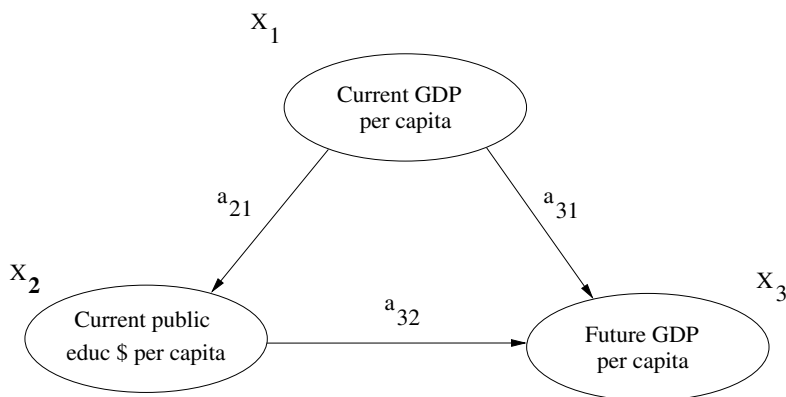 X1
Current GDP
per capita
a21
a31
X2
Current public
educ $ per capita
a32
X3
Future GDP
per capita